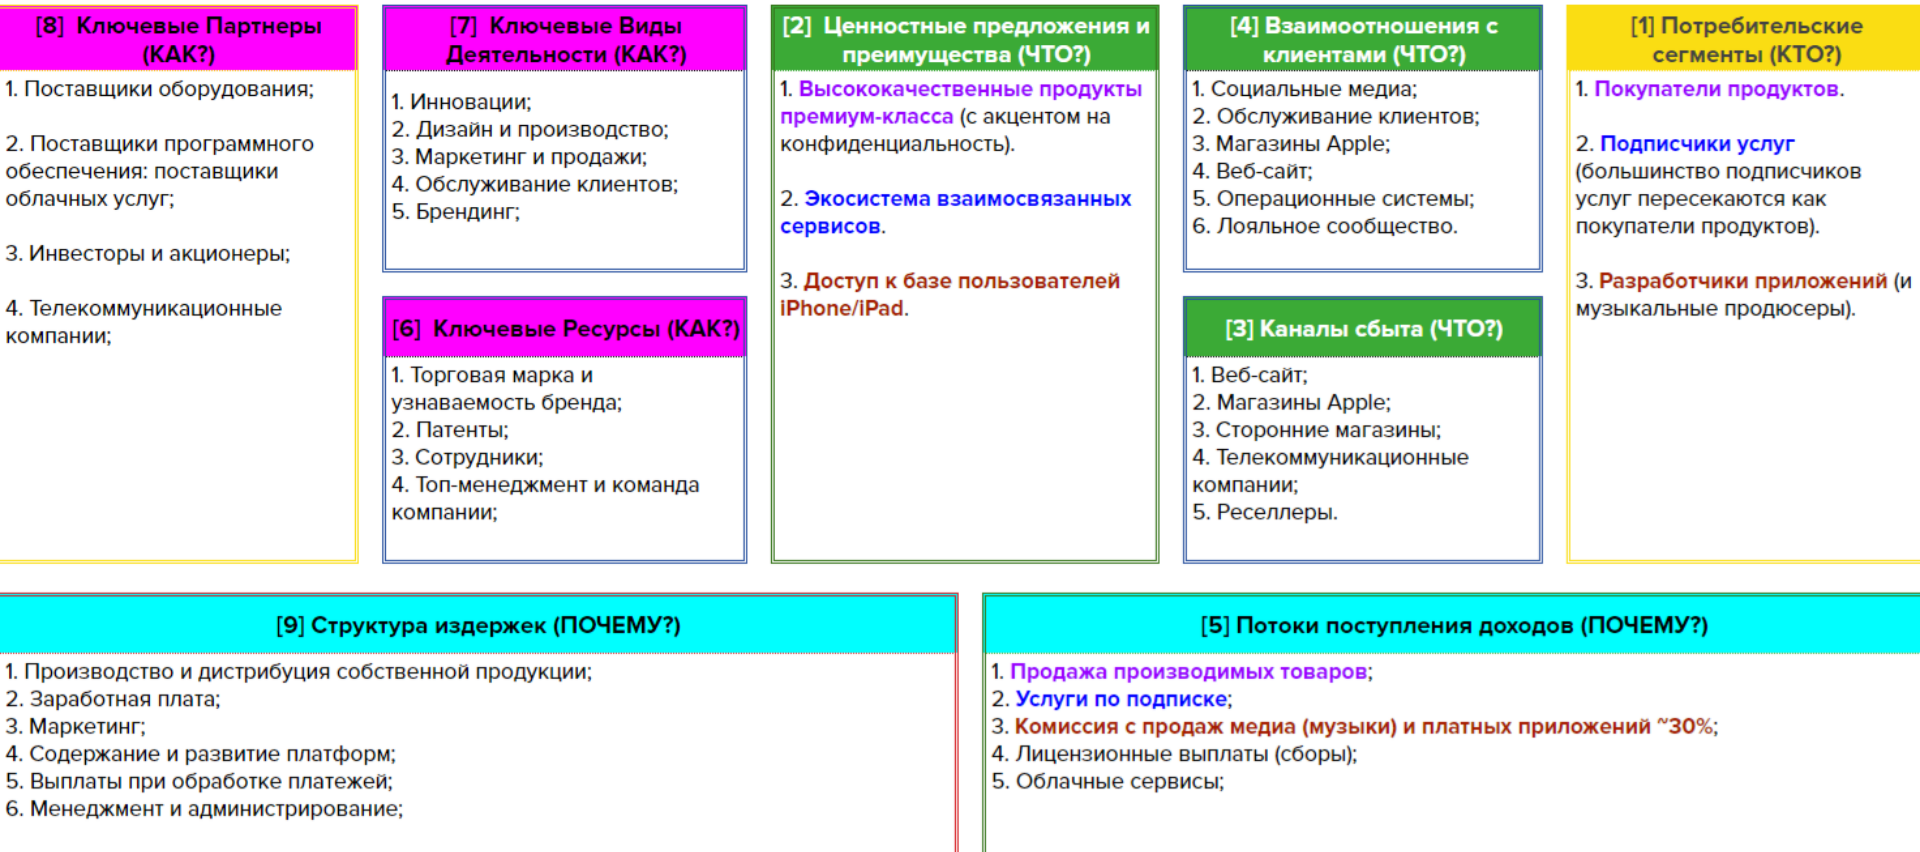 [8] Ключевые Партнеры
(КАК?)
1. Поставщики оборудования;
2. Поставщики программного
обеспечения: поставщики
облачных услуг;
3. Инвесторы и акционеры;
4. Телекоммуникационные
компании;
[7] Ключевые Виды
Деятельности (КАК?)
1. Инновации;
2. Дизайн и производство;
3. Маркетинг и продажи;
4. Обслуживание клиентов;
5. Брендинг;
[6] Ключевые Ресурсы (КАК?)
1. Торговая марка и
узнаваемость бренда;
2. Патенты;
3. Сотрудники;
4. Топ-менеджмент и команда
компании;
[2] Ценностные предложения и
преимущества (ЧТО?)
1. Высококачественные продукты
премиум-класса (с акцентом на
конфиденциальность).
2. Экосистема взаимосвязанных
сервисов.
3. Доступ к базе пользователей
iPhone/iPad.
[4] Взаимоотношения с
клиентами (ЧТО?)
1. Социальные медиа;
2. Обслуживание клиентов;
3. Магазины Apple;
4. Веб-сайт;
5. Операционные системы;
6. Лояльное сообщество.
[3] Каналы сбыта (ЧТО?)
1. Веб-сайт;
2. Магазины Apple;
3. Сторонние магазины;
4. Телекоммуникационные
компании;
5. Реселлеры.
[1] Потребительские
сегменты (КТО?)
1. Покупатели продуктов.
2. Подписчики услуг
(большинство подписчиков
услуг пересекаются как
покупатели продуктов).
3. Разработчики приложений (и
музыкальные продюсеры).
[9] Структура издержек (ПОЧЕМУ?)
1. Производство и дистрибуция собственной продукции;
2. Заработная плата;
3. Маркетинг;
4. Содержание и развитие платформ;
5. Выплаты при обработке платежей;
6. Менеджмент и администрирование;
[5] Потоки поступления доходов (ПОЧЕМУ?)
1. Продажа производимых товаров;
2. Услуги по подписке;
3. Комиссия с продаж медиа (музыки) и платных приложений ~30%;
4. Лицензионные выплаты (сборы);
5. Облачные сервисы;